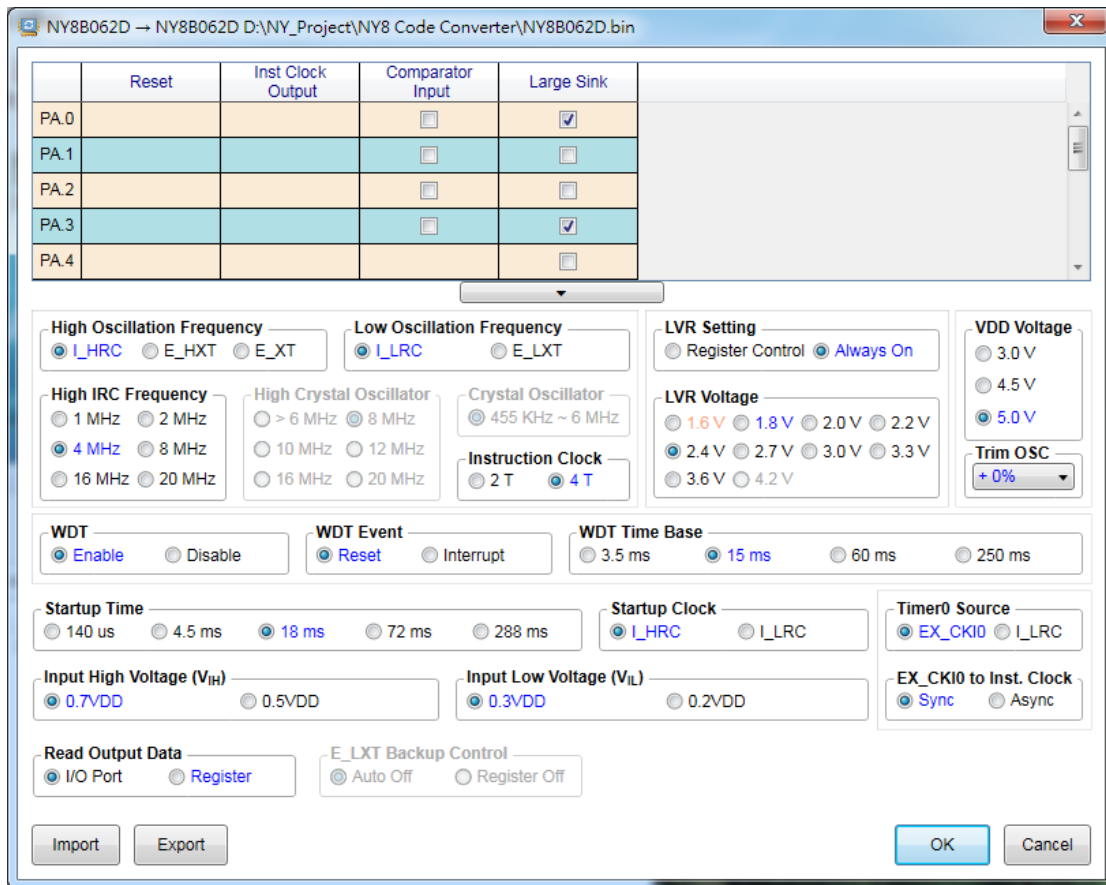 NY8B062D → NY8B062D D:\NY_Project\NY8 Code Converter\NY8B062D.bin
Reset
Inst Clock
Output
Comparator
Input
Large Sink
PA.0
PA.1
PA.2
PA.3
PA.4
High Oscillation Frequency
I_HRC E_HXT E_XT
Low Oscillation Frequency
I_LRC E_LXT
LVR Setting
Register Control Always On
VDD Voltage
3.0 V
4.5 V
5.0 V
High IRC Frequency
1 MHz 2 MHz
4 MHz 8 MHz
16 MHz 20 MHz
High Crystal Oscillator
> 6 MHz 8 MHz
10 MHz 12 MHz
16 MHz 20 MHz
Crystal Oscillator
455 KHz ~ 6 MHz
Instruction Clock
2 T 4 T
LVR Voltage
1.6 V 1.8 V 2.0 V 2.2 V
2.4 V 2.7 V 3.0 V 3.3 V
3.6 V 4.2 V
Trim OSC
+ 0%
WDT
Enable Disable
WDT Event
Reset Interrupt
WDT Time Base
3.5 ms 15 ms 60 ms 250 ms
Startup Time
140 us 4.5 ms 18 ms 72 ms 288 ms
Startup Clock
I_HRC I_LRC
Timer0 Source
EX_CKI0 I_LRC
Input High Voltage (VIH)
0.7VDD 0.5VDD
Input Low Voltage (VIL)
0.3VDD 0.2VDD
EX_CKI0 to Inst. Clock
Sync Async
Read Output Data
I/O Port Register
E_LXT Backup Control
Auto Off Register Off
Import Export OK Cancel